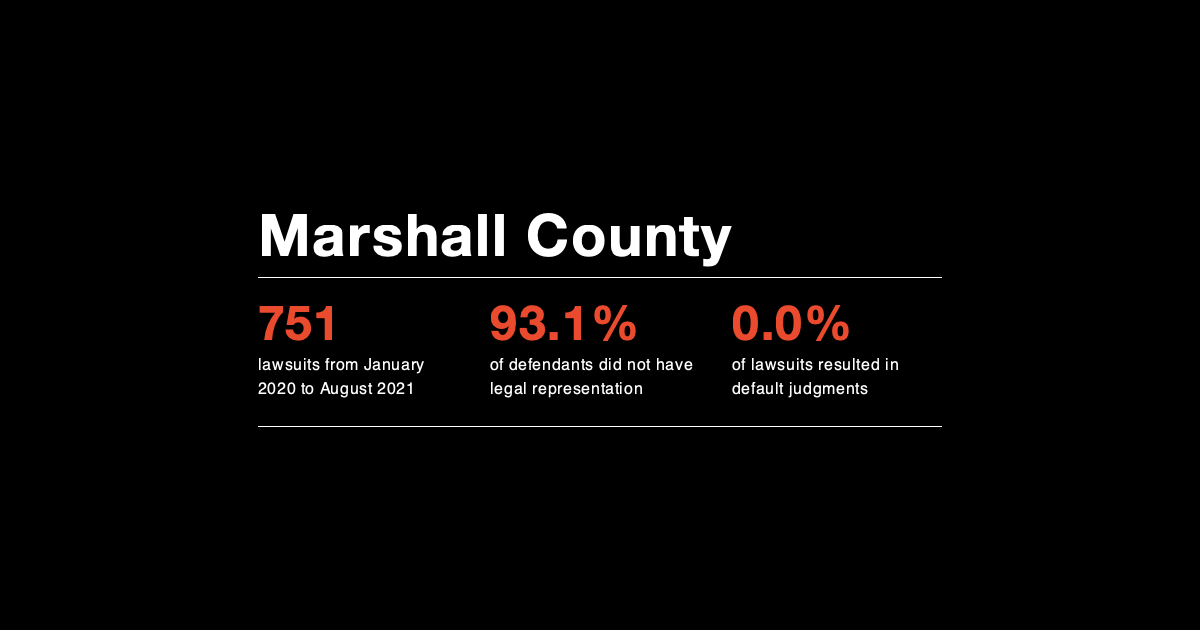 Marshall County
751
lawsuits from January
2020 to August 2021
93.1%
of defendants did not have
legal representation
0.0%
of lawsuits resulted in
default judgments